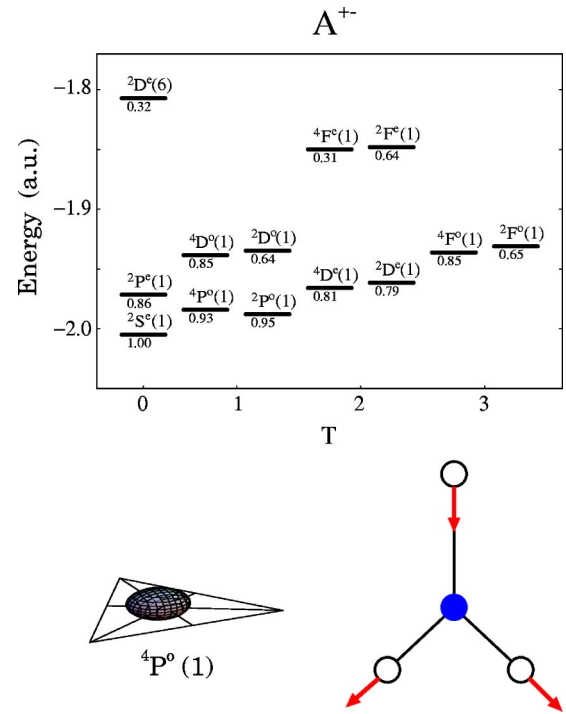 A⁺⁻
Energy (a.u.)
−1.8
−1.9
−2.0
²Dᵉ(6)
0.32
⁴Fᵉ(1) ²Fᵉ(1)
0.31 0.64
⁴Dᵒ(1) ²Dᵒ(1)
0.85 0.64
⁴Fᵒ(1) ²Fᵒ(1)
0.85 0.65
²Pᵉ(1)
0.86
⁴Dᵉ(1) ²Dᵉ(1)
0.81 0.79
⁴Pᵒ(1) ²Pᵒ(1)
0.93 0.95
²Sᵉ(1)
1.00
0 1 2 3
T
⁴Pᵒ (1)